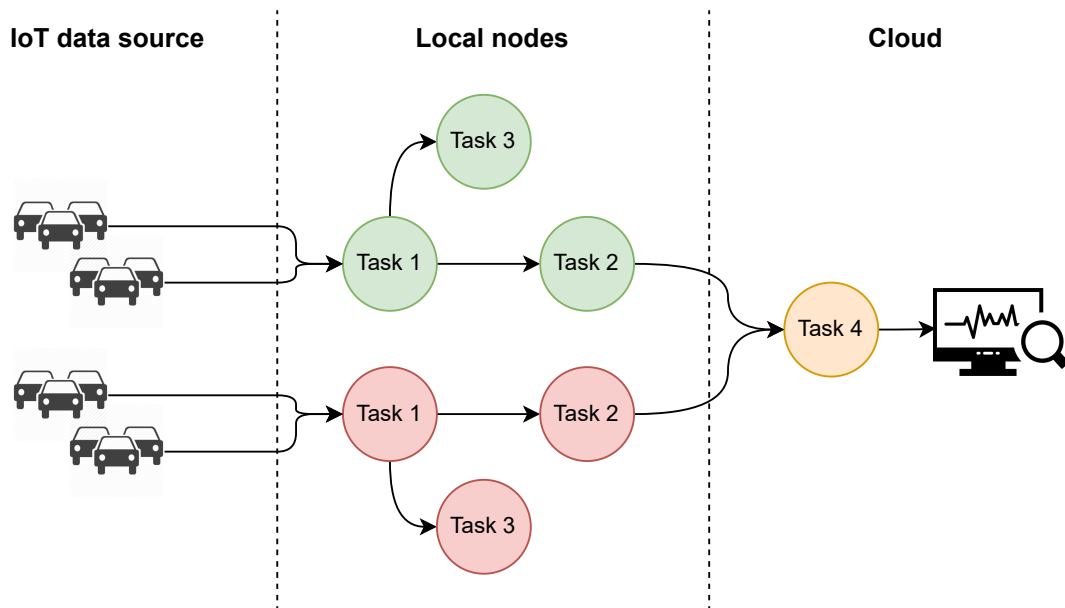 IoT data source
Local nodes
Cloud
Task 3
Task 1
Task 2
Task 4
Task 1
Task 2
Task 3